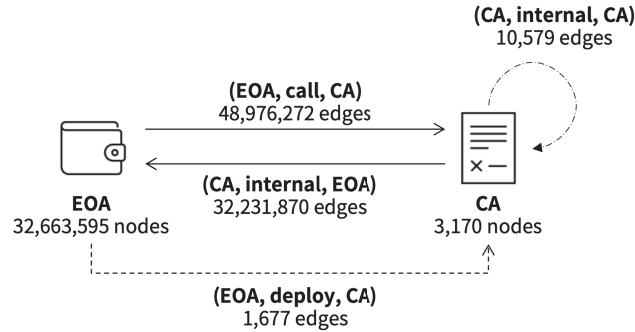 (CA, internal, CA)
10,579 edges
(EOA, call, CA)
48,976,272 edges
(CA, internal, EOA)
32,231,870 edges
EOA
32,663,595 nodes
CA
3,170 nodes
(EOA, deploy, CA)
1,677 edges